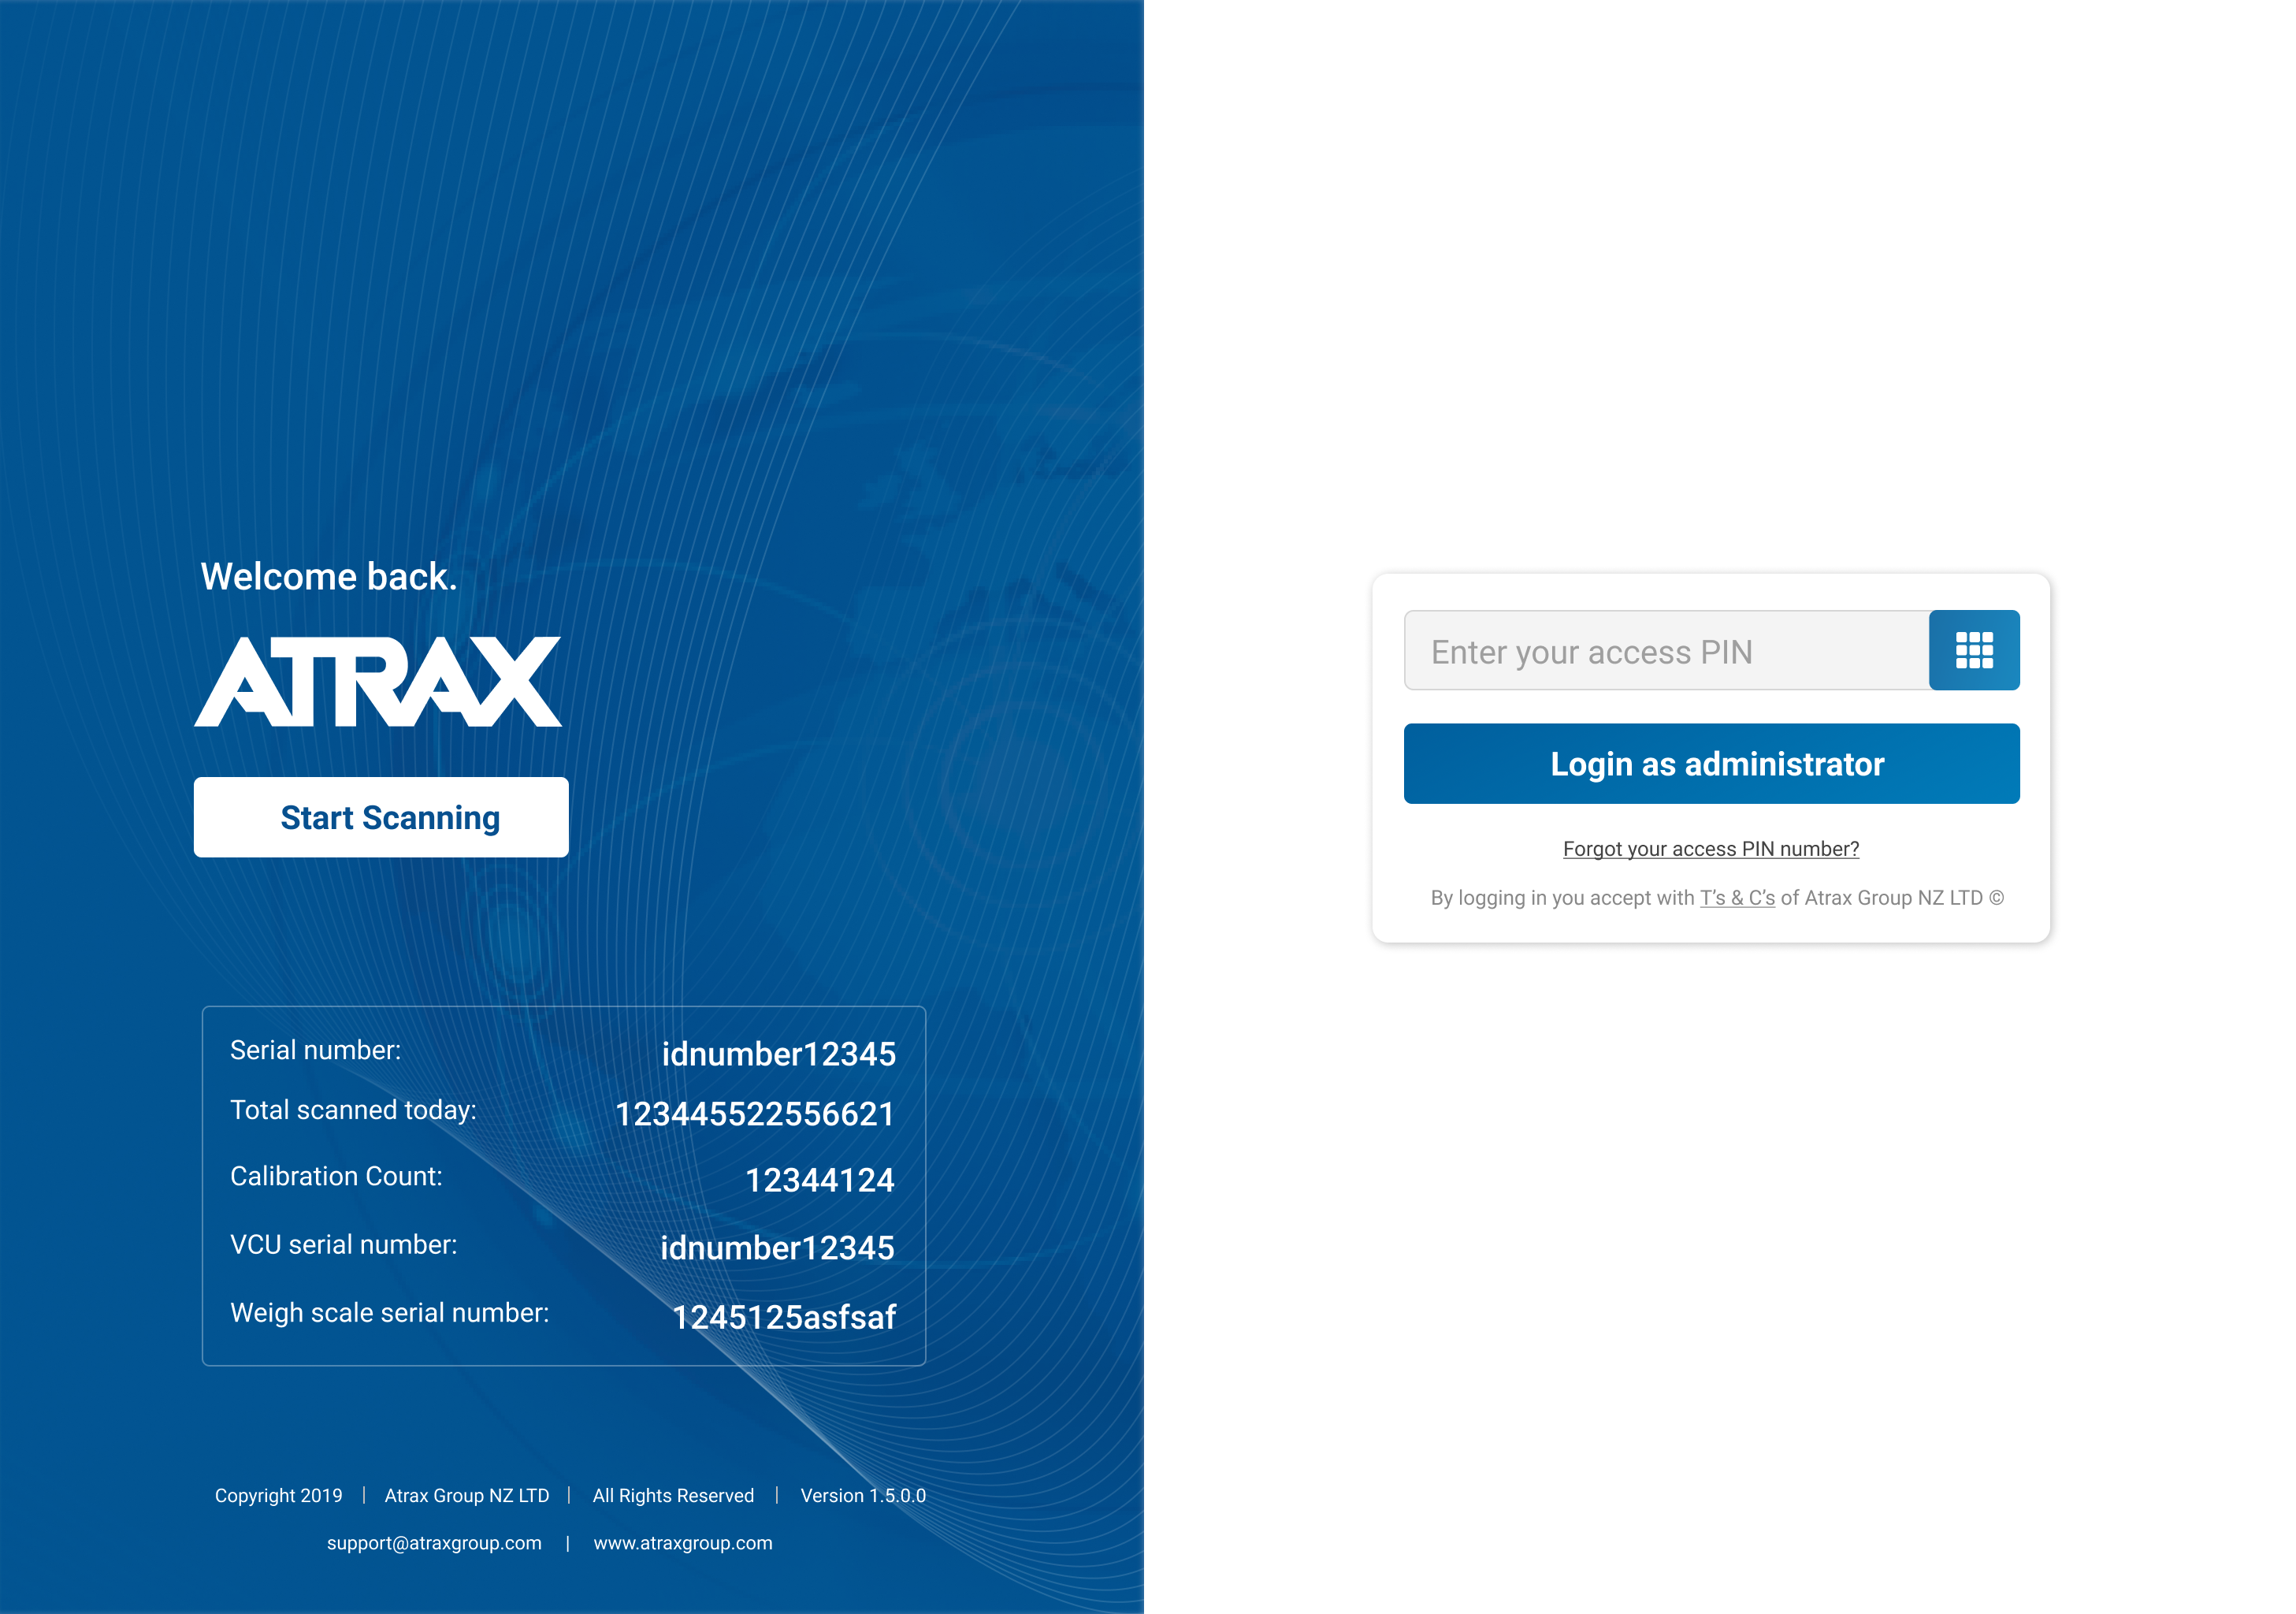 Welcome back.
ATRAX
Start Scanning
Serial number: idnumber12345
Total scanned today: 123445522556621
Calibration Count: 12344124
VCU serial number: idnumber12345
Weigh scale serial number: 1245125asfsaf
Copyright 2019 | Atrax Group NZ LTD | All Rights Reserved | Version 1.5.0.0
support@atraxgroup.com | www.atraxgroup.com
Enter your access PIN
Login as administrator
Forgot your access PIN number?
By logging in you accept with T’s & C’s of Atrax Group NZ LTD ©